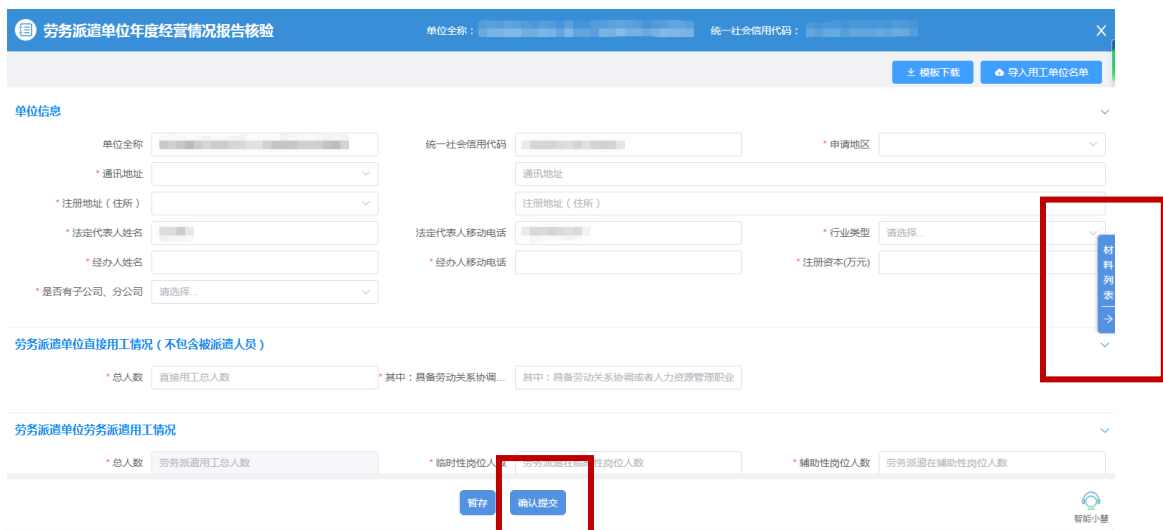 劳务派遣单位年度经营情况报告核验 单位全称： 统一社会信用代码： X
模板下载 导入用工单位名单
单位信息
单位全称 统一社会信用代码 * 申请地区
* 通讯地址 通讯地址
* 注册地址（住所） 注册地址（住所）
* 法定代表人姓名 法定代表人移动电话 * 行业类型 请选择...
* 经办人姓名 * 经办人移动电话 * 注册资本(万元)
* 是否有子公司、分公司 请选择...
材料列表
劳务派遣单位直接用工情况（不包含被派遣人员）
* 总人数 直接用工总人数 * 其中：具备劳动关系协调... 其中：具备劳动关系协调或者人力资源管理职业
劳务派遣单位劳务派遣用工情况
* 总人数 劳务派遣用工总人数 * 临时性岗位人数 劳务派遣在临时性岗位人数 * 辅助性岗位人数 劳务派遣在辅助性岗位人数
暂存 确认提交
智能小慧